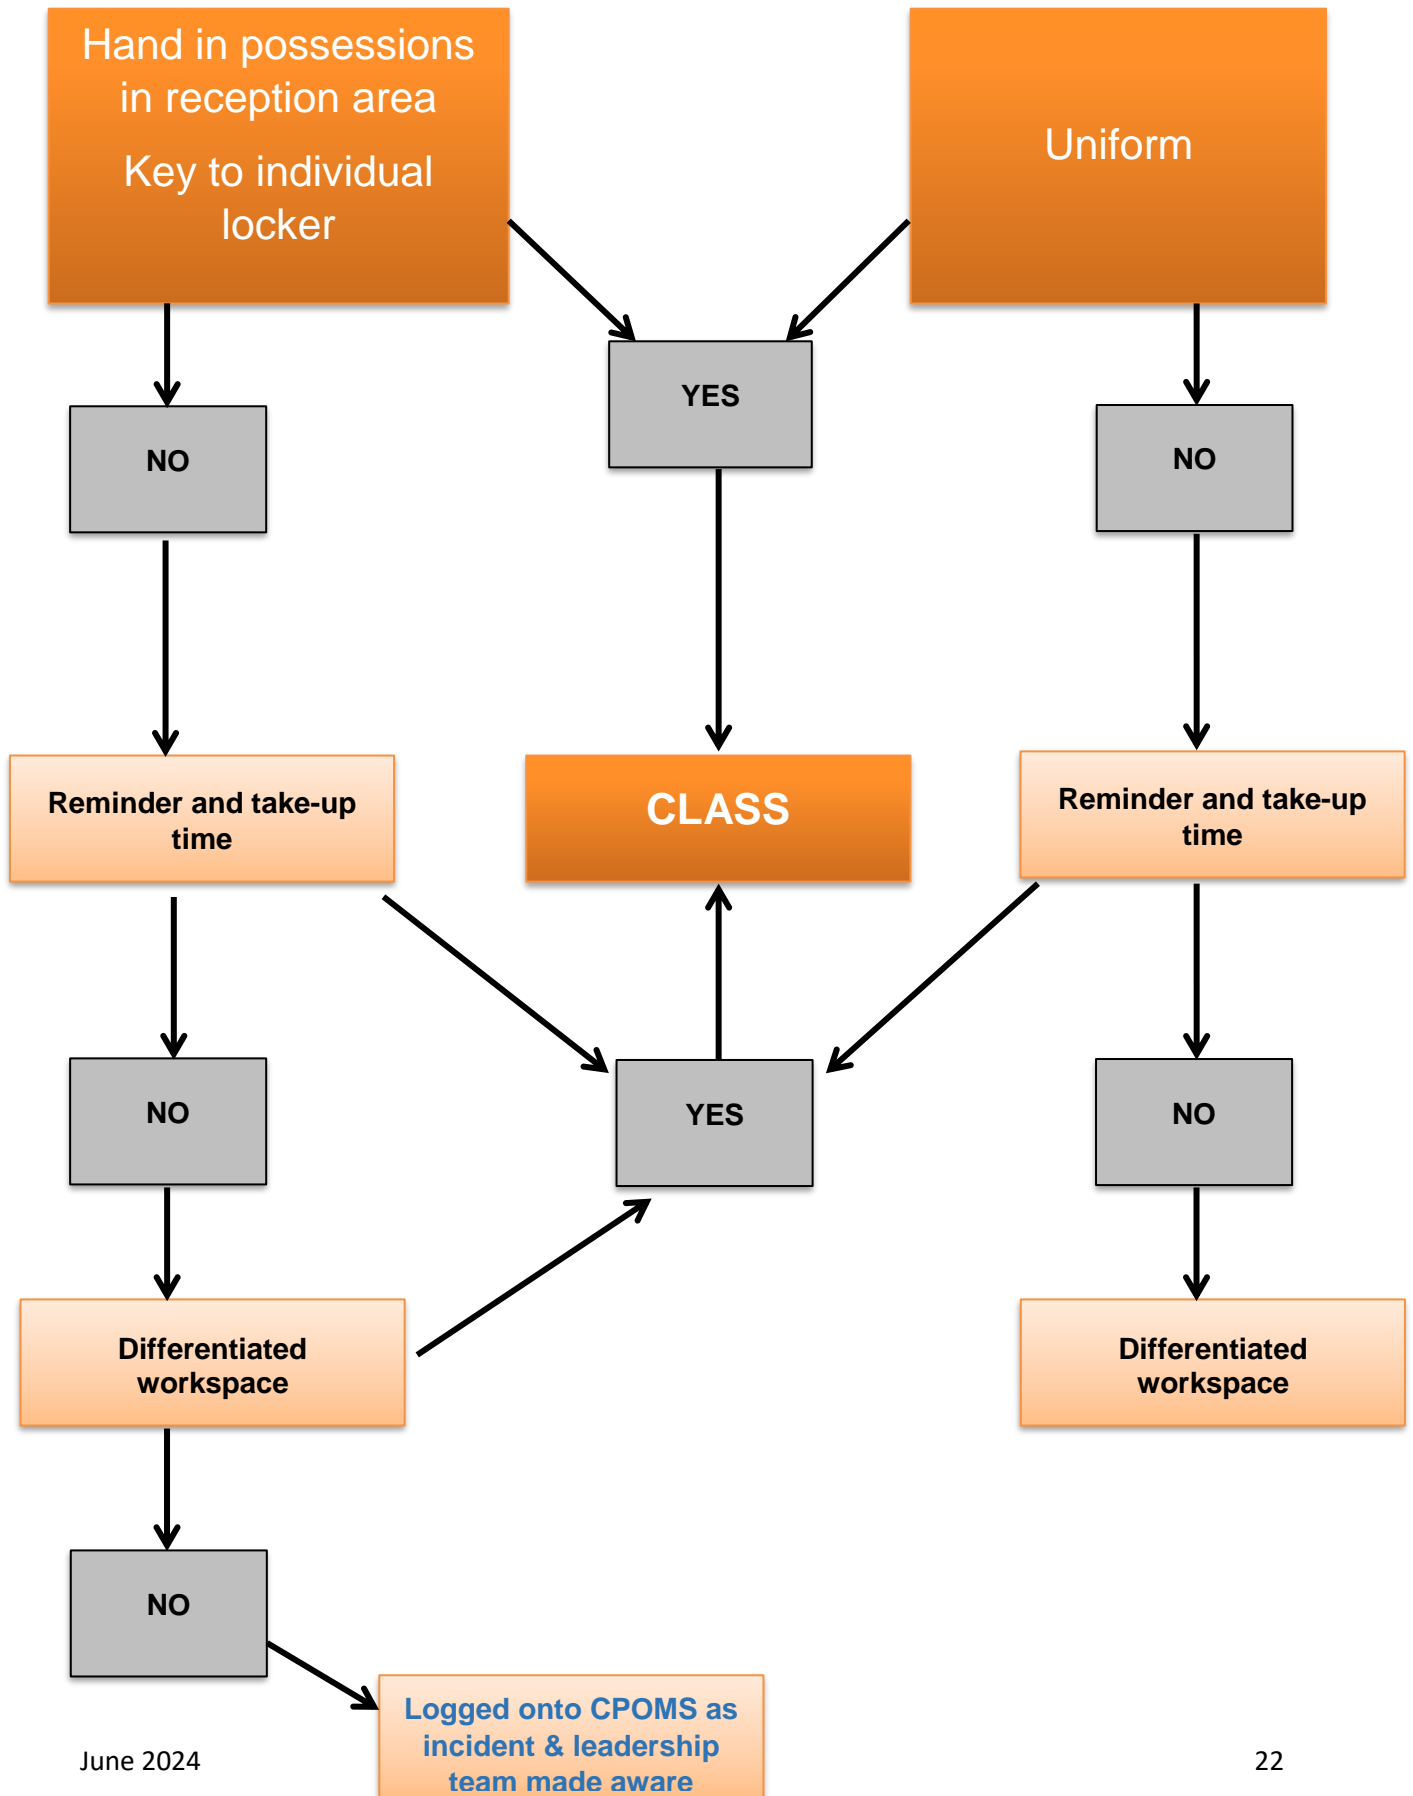 Hand in possessions
in reception area
Key to individual
locker
Uniform
YES
NO
NO
Reminder and take-up
time
CLASS
Reminder and take-up
time
NO
YES
NO
Differentiated
workspace
Differentiated
workspace
NO
Logged onto CPOMS as
incident & leadership
team made aware
June 2024
22